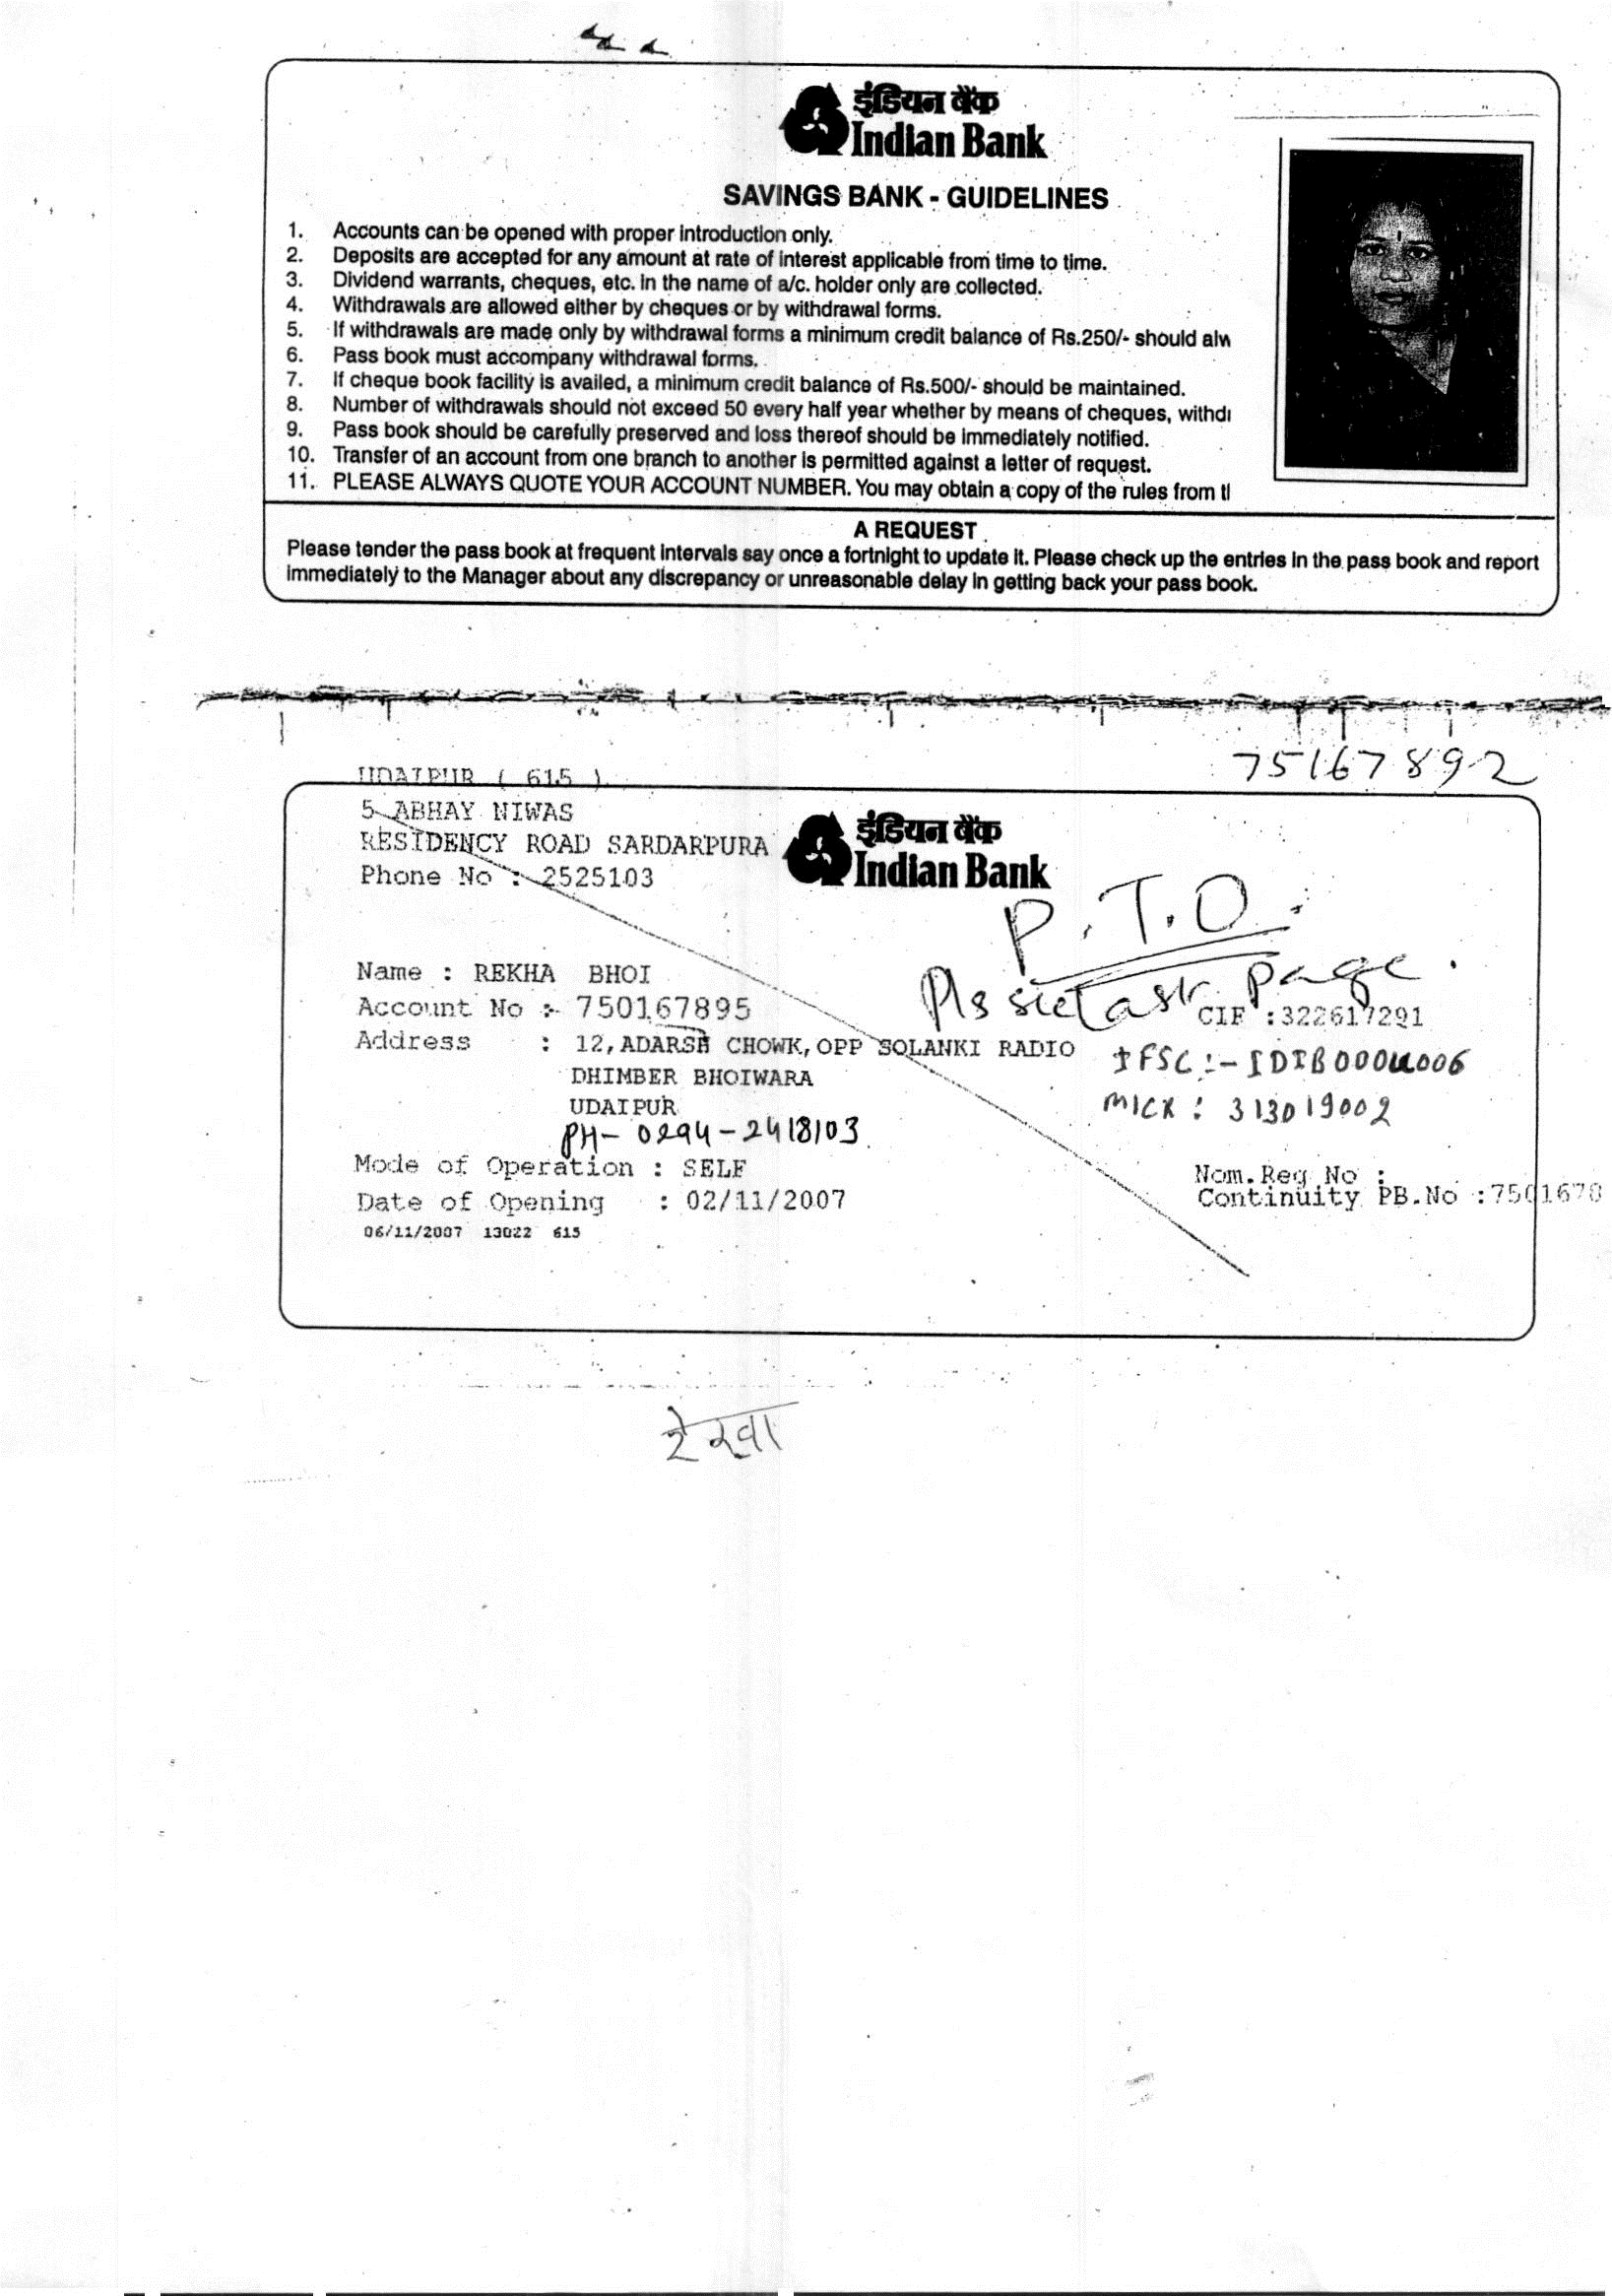 इंडियन बैंक
Indian Bank
SAVINGS BANK - GUIDELINES
1. Accounts can be opened with proper introduction only.
2. Deposits are accepted for any amount at rate of interest applicable from time to time.
3. Dividend warrants, cheques, etc. in the name of a/c. holder only are collected.
4. Withdrawals are allowed either by cheques or by withdrawal forms.
5. If withdrawals are made only by withdrawal forms a minimum credit balance of Rs.250/- should alw
6. Pass book must accompany withdrawal forms.
7. If cheque book facility is availed, a minimum credit balance of Rs.500/- should be maintained.
8. Number of withdrawals should not exceed 50 every half year whether by means of cheques, withdr
9. Pass book should be carefully preserved and loss thereof should be immediately notified.
10. Transfer of an account from one branch to another is permitted against a letter of request.
11. PLEASE ALWAYS QUOTE YOUR ACCOUNT NUMBER. You may obtain a copy of the rules from tl
A REQUEST
Please tender the pass book at frequent intervals say once a fortnight to update it. Please check up the entries in the pass book and report
immediately to the Manager about any discrepancy or unreasonable delay in getting back your pass book.
75167892
UDAIPUR ( 615 )
5 ABHAY NIWAS
RESIDENCY ROAD SARDARPURA
Phone No : 2525103
इंडियन बैंक
Indian Bank
P.T.O.
Name : REKHA BHOI
Pls see last page.
Account No :- 750167895
CIF :322617291
Address : 12,ADARSH CHOWK,OPP SOLANKI RADIO
IFSC :- IDIB000U006
DHIMBER BHOIWARA
UDAIPUR
MICR : 313019002
PH- 0294-2418103
Mode of Operation : SELF
Nom.Reg No :
Date of Opening : 02/11/2007
Continuity PB.No :7501678
06/11/2007 13022 615
रेखा